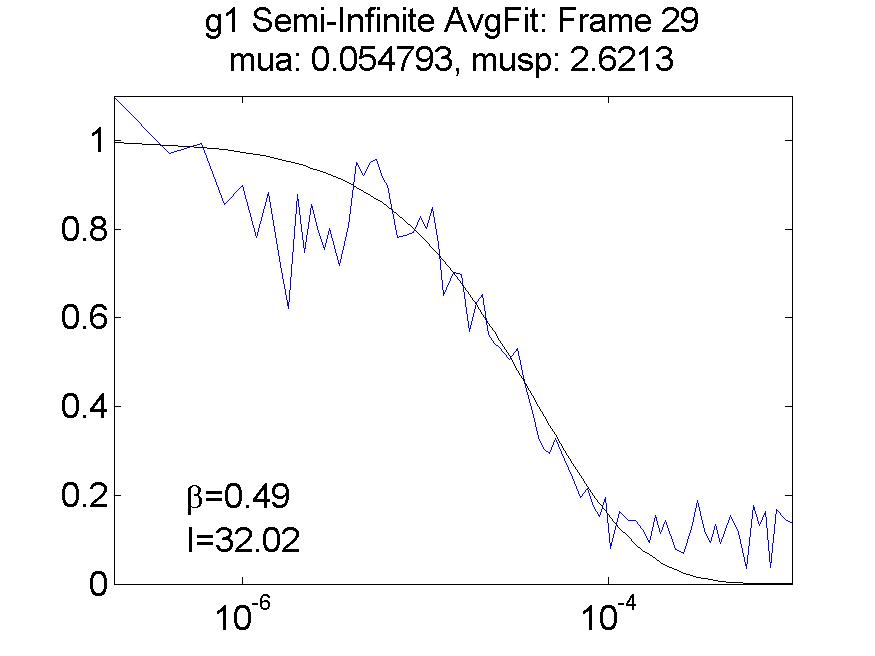 g1 Semi-Infinite AvgFit: Frame 29
mua: 0.054793, musp: 2.6213
1
0.8
0.6
0.4
0.2
0
β=0.49
I=32.02
10^-6
10^-4